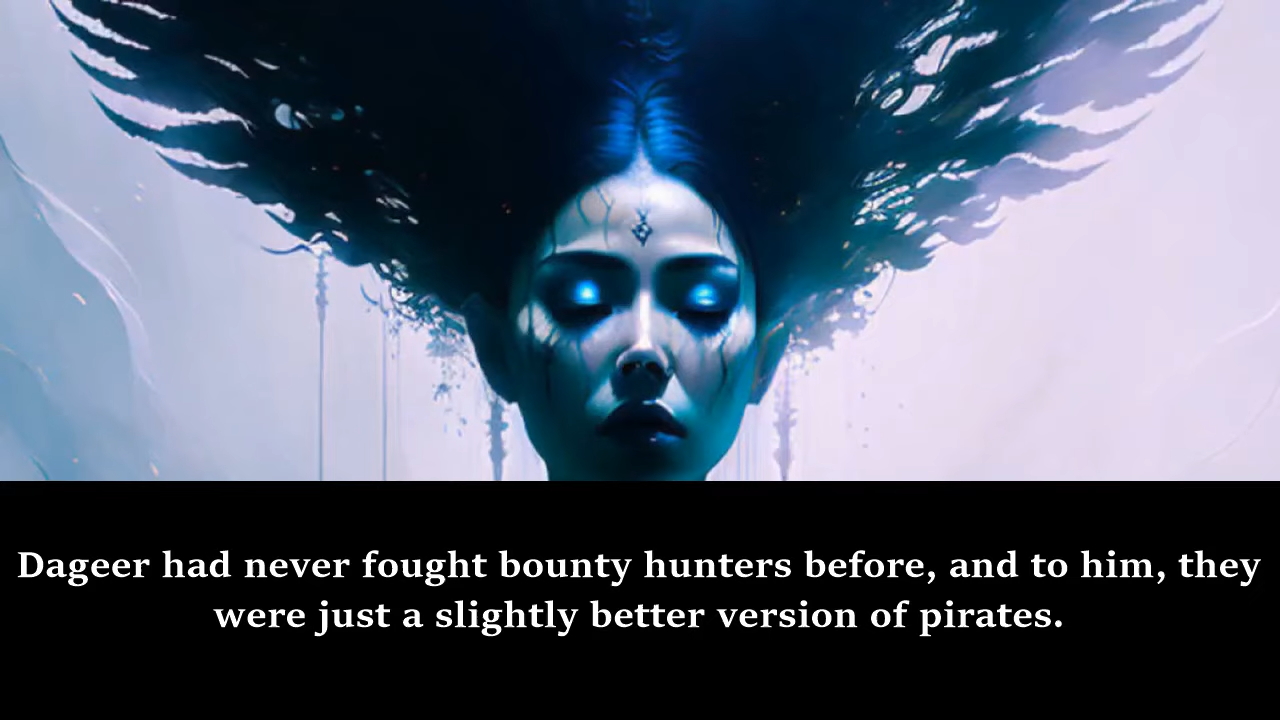 Dageer had never fought bounty hunters before, and to him, they
were just a slightly better version of pirates.